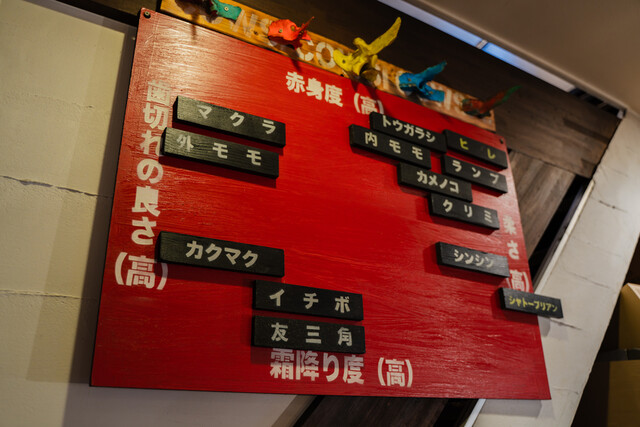 赤身度(高)
歯切れの良さ(高)
マクラ
外モモ
トウガラシ
ヒレ
内モモ
ランプ
カメノコ
クリミ
柔さ(高)
カクマク
シンシン
イチボ
シャトーブリアン
友三角
霜降り度(高)